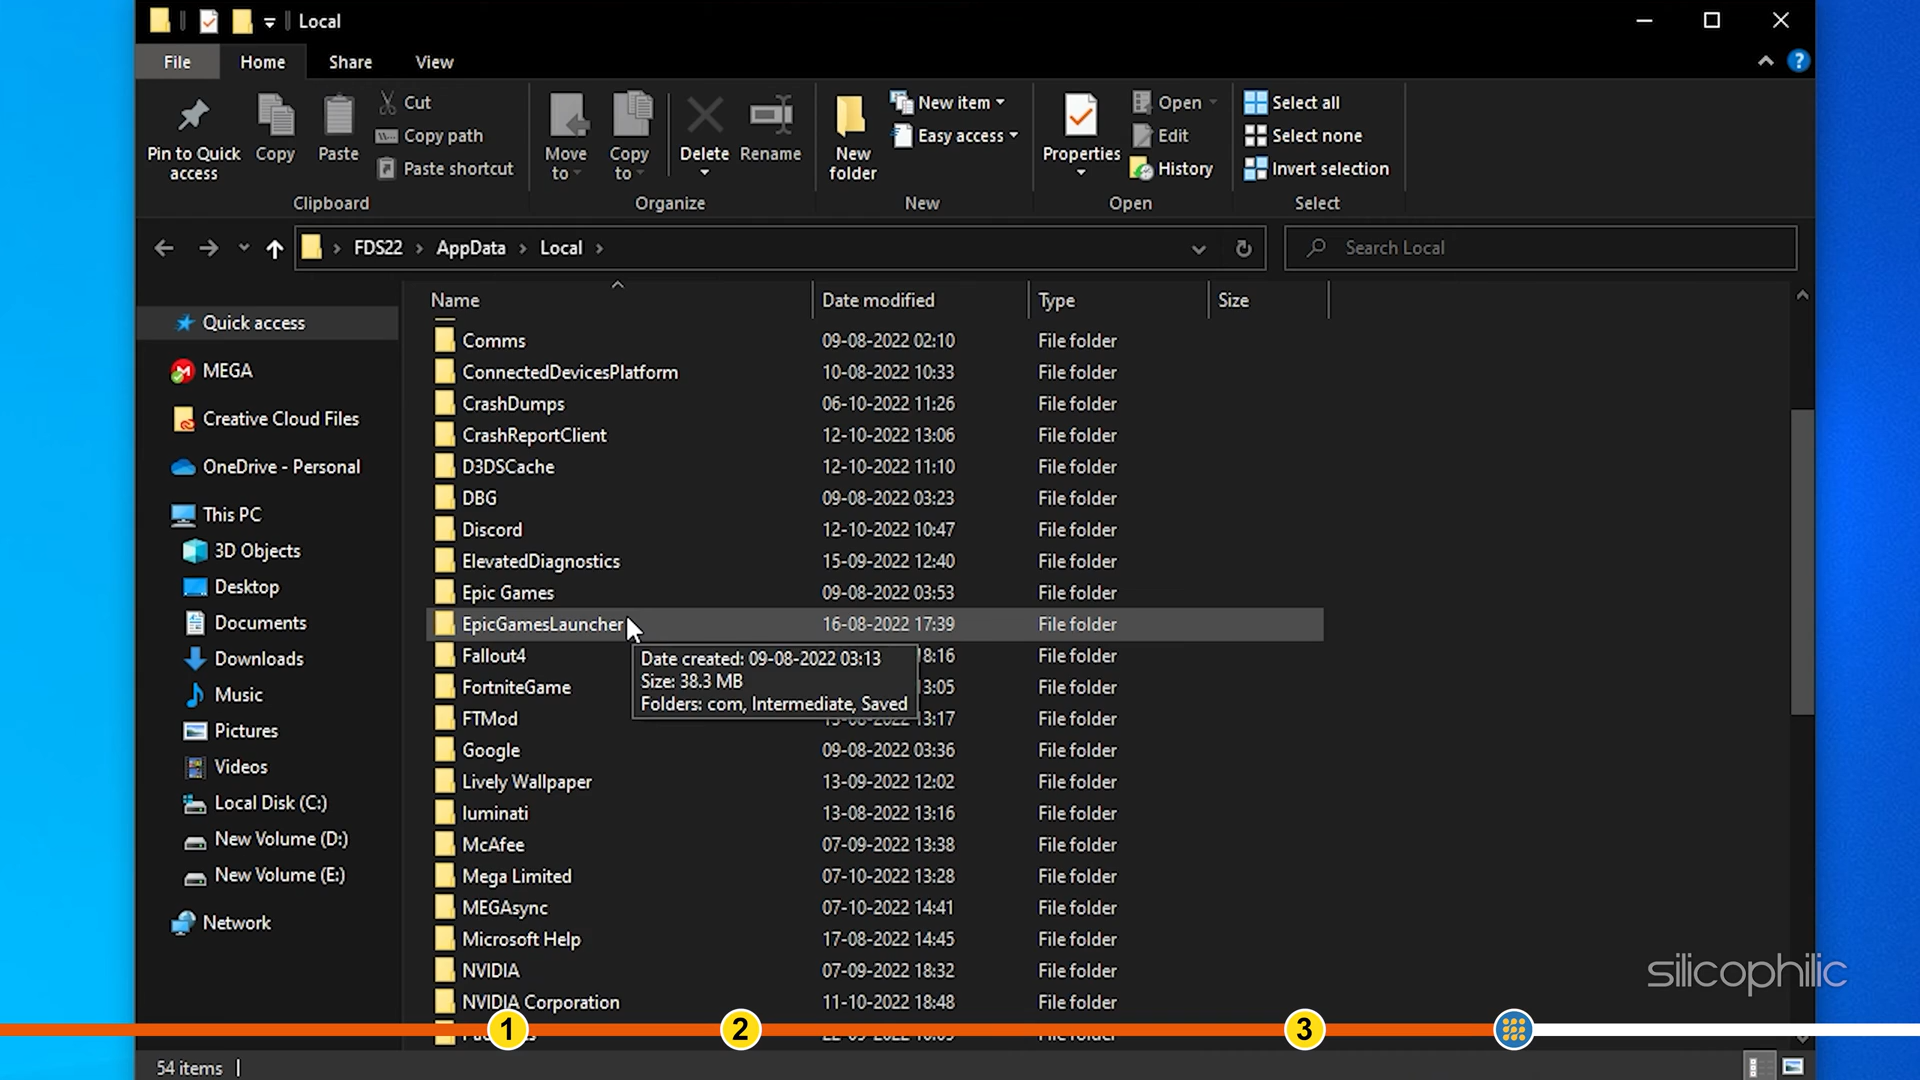 Local
File Home Share View
Pin to Quick access
Copy
Paste
Cut
Copy path
Paste shortcut
Clipboard
Move to
Copy to
Delete
Rename
Organize
New folder
New item
Easy access
New
Properties
Open
Edit
History
Open
Select all
Select none
Invert selection
Select
FDS22 AppData Local
Search Local
Quick access
MEGA
Creative Cloud Files
OneDrive - Personal
This PC
3D Objects
Desktop
Documents
Downloads
Music
Pictures
Videos
Local Disk (C:)
New Volume (D:)
New Volume (E:)
Network
Name Date modified Type Size
Comms 09-08-2022 02:10 File folder
ConnectedDevicesPlatform 10-08-2022 10:33 File folder
CrashDumps 06-10-2022 11:26 File folder
CrashReportClient 12-10-2022 13:06 File folder
D3DSCache 12-10-2022 11:10 File folder
DBG 09-08-2022 03:23 File folder
Discord 12-10-2022 10:47 File folder
ElevatedDiagnostics 15-09-2022 12:40 File folder
Epic Games 09-08-2022 03:53 File folder
EpicGamesLauncher 16-08-2022 17:39 File folder
Fallout4 8:16 File folder
FortniteGame 3:05 File folder
FTMod 13:17 File folder
Date created: 09-08-2022 03:13
Size: 38.3 MB
Folders: com, Intermediate, Saved
Google 09-08-2022 03:36 File folder
Lively Wallpaper 13-09-2022 12:02 File folder
luminati 13-08-2022 13:16 File folder
McAfee 07-09-2022 13:38 File folder
Mega Limited 07-10-2022 13:28 File folder
MEGAsync 07-10-2022 14:41 File folder
Microsoft Help 17-08-2022 14:45 File folder
NVIDIA 07-09-2022 18:32 File folder
NVIDIA Corporation 11-10-2022 18:48 File folder
silicophilic
1 2 3
54 items